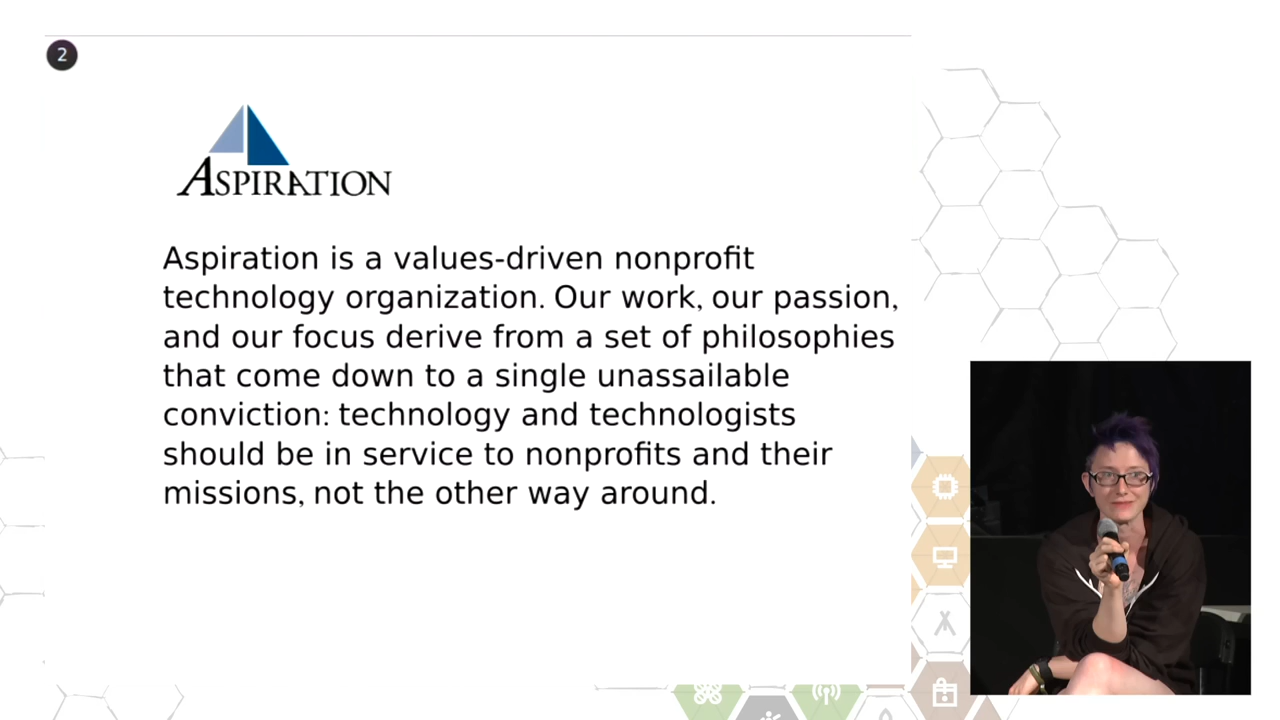 2
ASPIRATION
Aspiration is a values-driven nonprofit
technology organization. Our work, our passion,
and our focus derive from a set of philosophies
that come down to a single unassailable
conviction: technology and technologists
should be in service to nonprofits and their
missions, not the other way around.